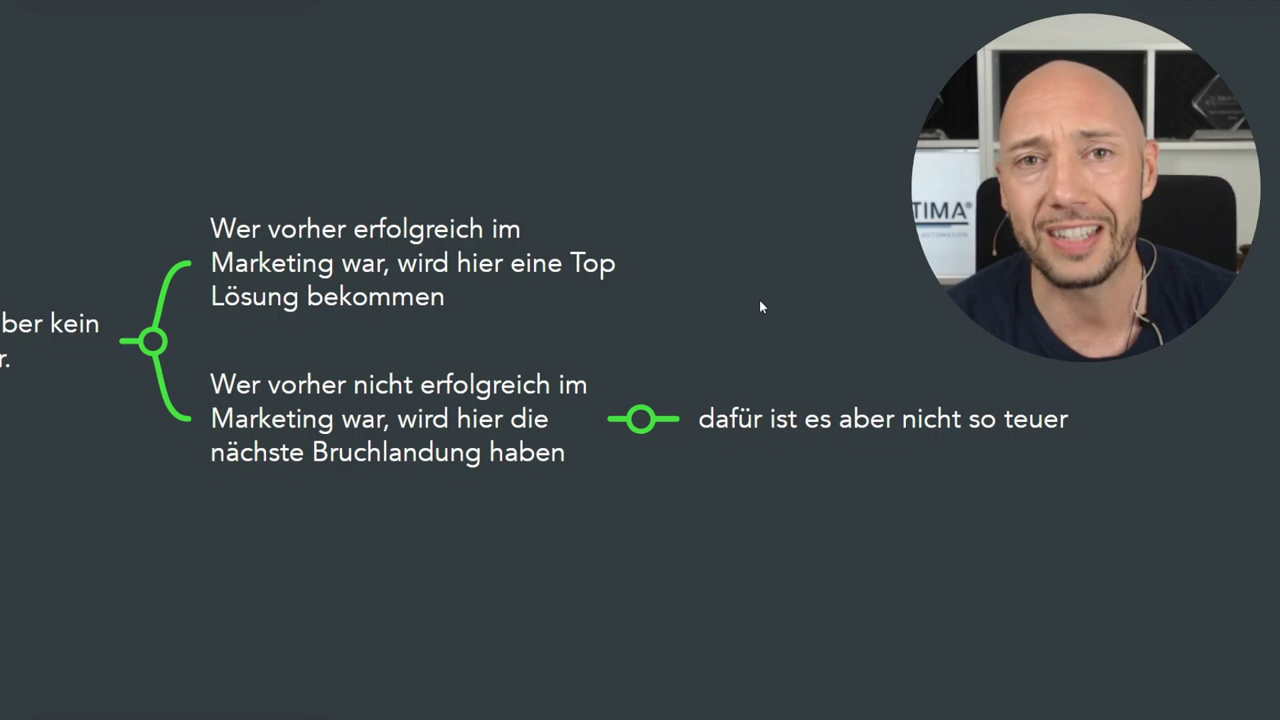 Wer vorher erfolgreich im
Marketing war, wird hier eine Top
Lösung bekommen
ber kein
r.
Wer vorher nicht erfolgreich im
Marketing war, wird hier die
nächste Bruchlandung haben
dafür ist es aber nicht so teuer
TIMA®
AUTOMATION